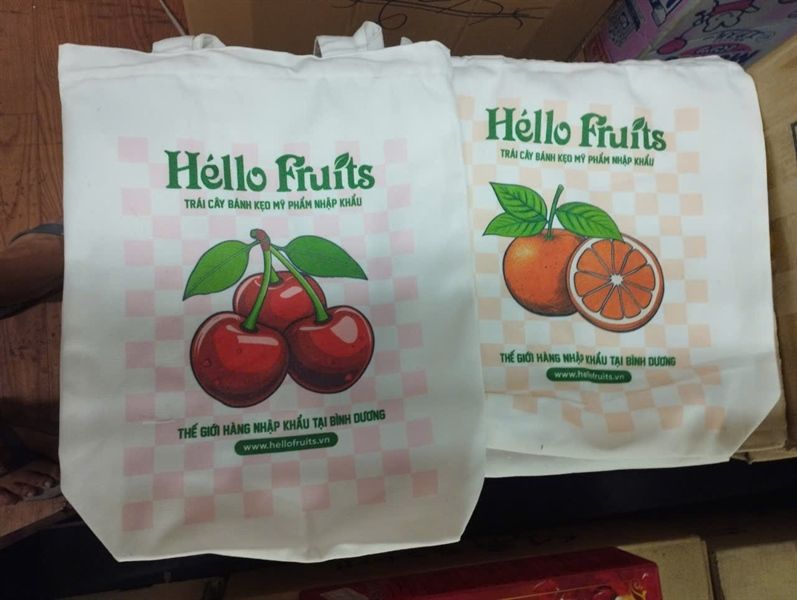 Héllo Fruits
TRÁI CÂY BÁNH KẸO MỸ PHẨM NHẬP KHẨU
THẾ GIỚI HÀNG NHẬP KHẨU TẠI BÌNH DƯƠNG
www.hellofruits.vn
Héllo Fruits
TRÁI CÂY BÁNH KẸO MỸ PHẨM NHẬP KHẨU
THẾ GIỚI HÀNG NHẬP KHẨU TẠI BÌNH DƯƠNG
www.hellofruits.vn